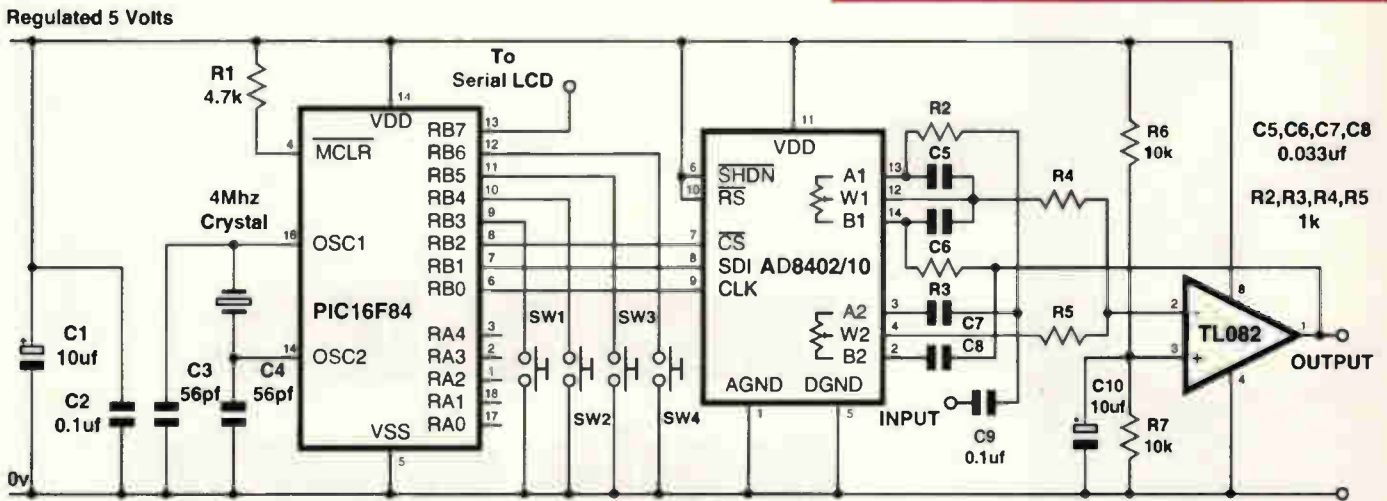 Regulated 5 Volts
R1
4.7k
To
Serial LCD
14
VDD
4
MCLR
RB7
13
RB6
12
RB5
11
RB4
10
RB3
9
RB2
8
RB1
7
RB0
6
4Mhz
Crystal
16
OSC1
PIC16F84
14
OSC2
RA4
3
RA3
2
RA2
1
RA1
18
RA0
17
VSS
5
C1
10uf
C2
0.1uf
C3
56pf
C4
56pf
0v
SW1
SW3
SW2
SW4
11
VDD
6
SHDN
10
RS
7
CS
8
SDI
9
CLK
AD8402/10
A1
13
W1
12
B1
14
A2
3
W2
4
B2
2
AGND
DGND
1
5
R2
C5
C6
R3
C7
C8
R4
R5
INPUT
C9
0.1uf
R6
10k
C10
10uf
R7
10k
C5,C6,C7,C8
0.033uf
R2,R3,R4,R5
1k
2
-
3
+
8
TL082
1
4
OUTPUT